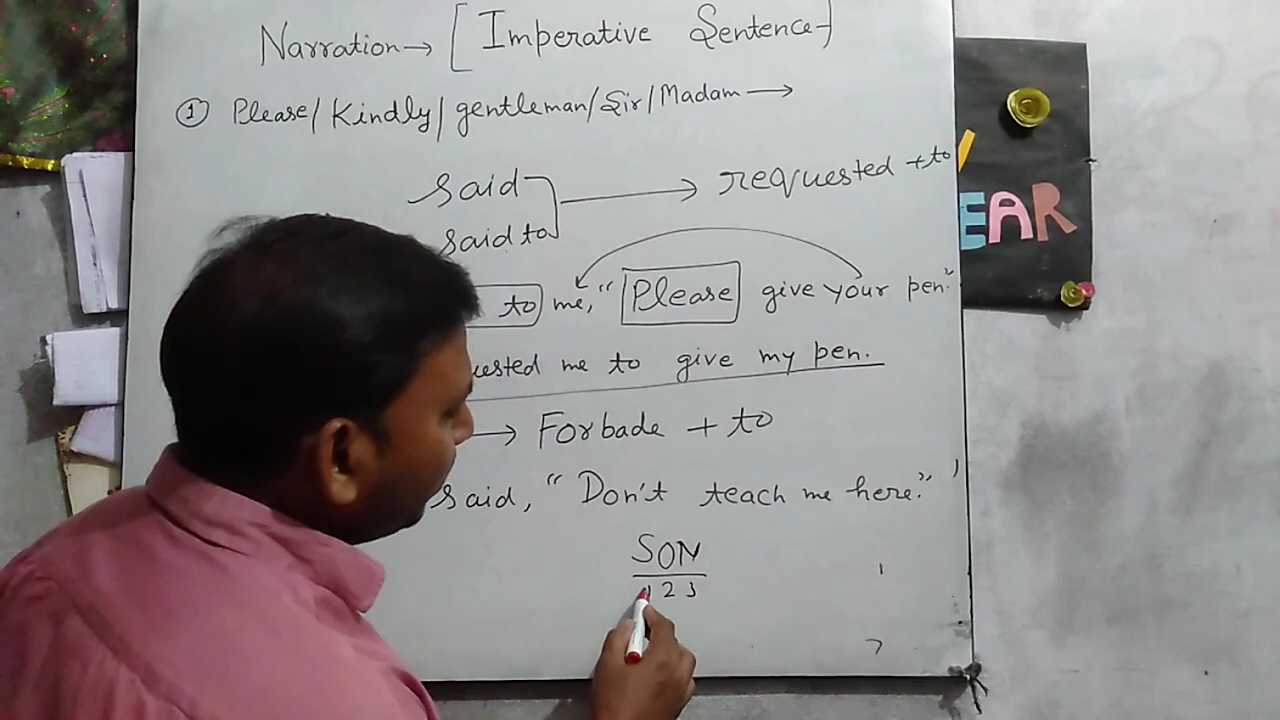 Narration → [Imperative Sentence]
① Please/Kindly/gentleman/Sir/Madam →
said
said to → requested + to
to me, "Please give your pen."
uested me to give my pen.
→ Forbade + to
said, "Don't teach me here."
SON
1 2 3
EAR